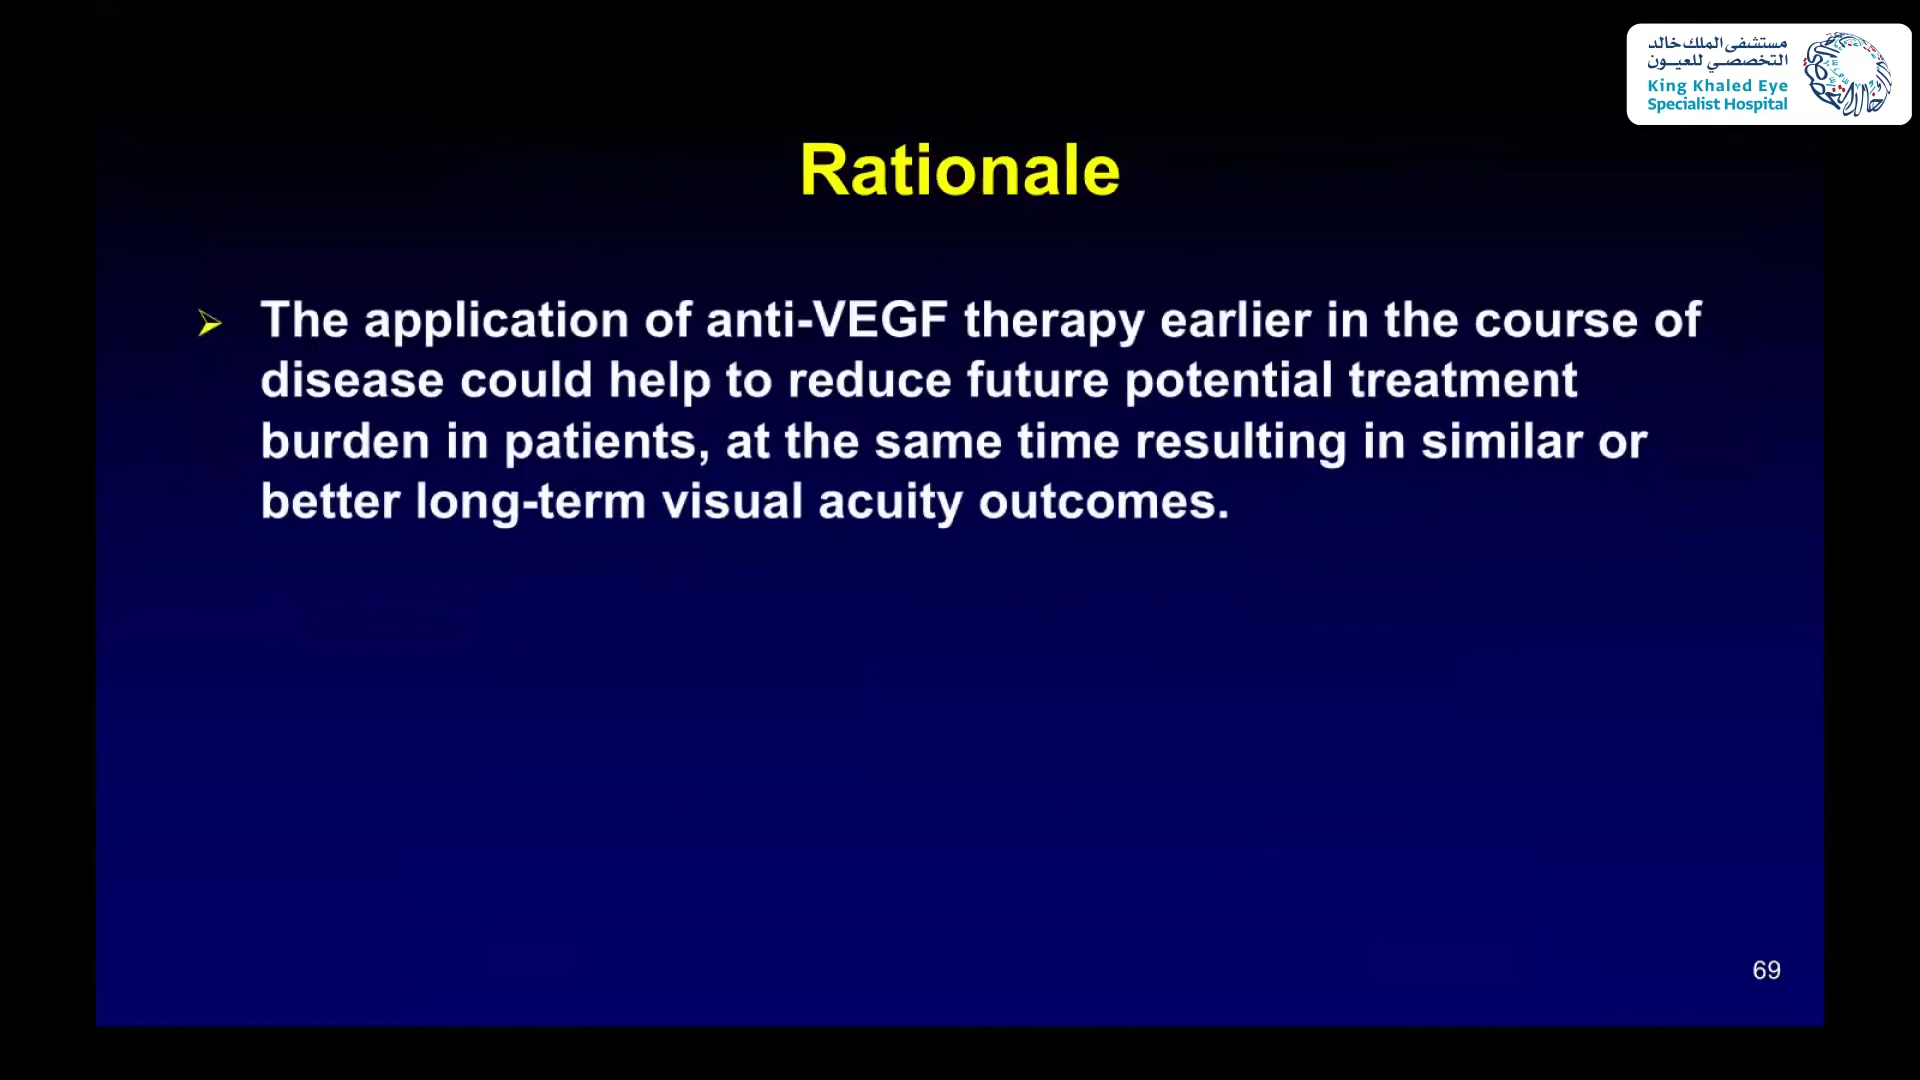 مستشفى الملك خالد
التخصصي للعيون
King Khaled Eye
Specialist Hospital
Rationale
➢ The application of anti-VEGF therapy earlier in the course of
disease could help to reduce future potential treatment
burden in patients, at the same time resulting in similar or
better long-term visual acuity outcomes.
69